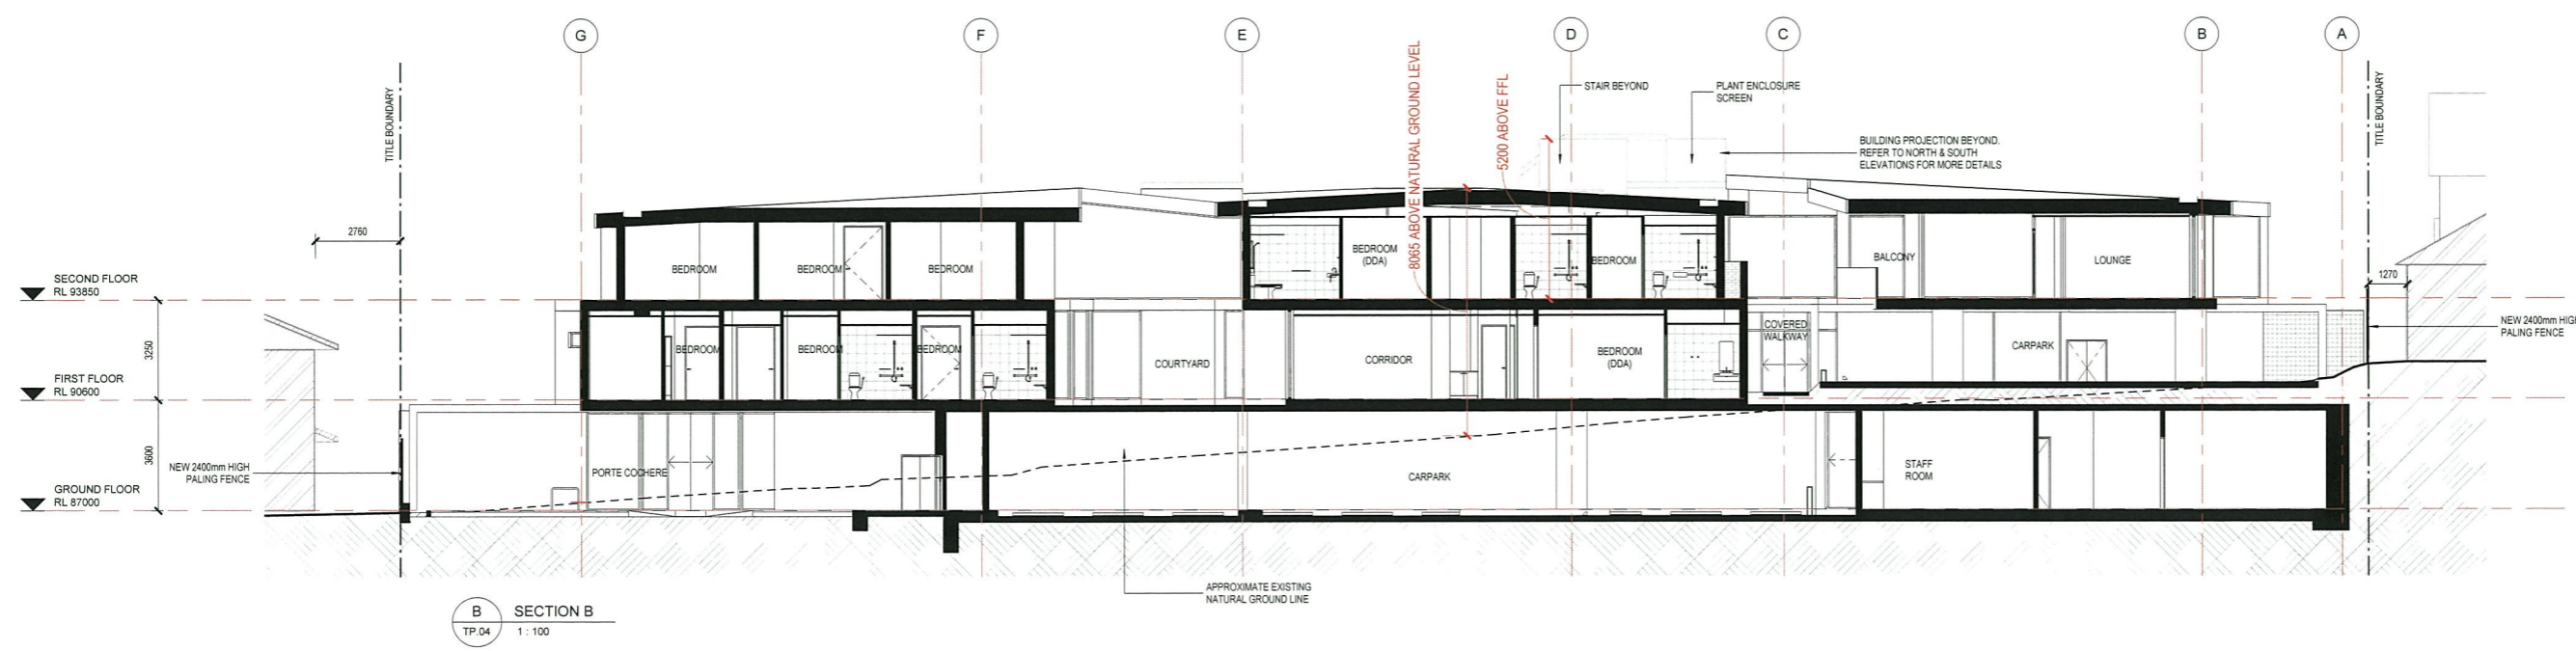 G
F
E
D
C
B
A
TITLE BOUNDARY
8065 ABOVE NATURAL GROUND LEVEL
5200 ABOVE FFL
STAIR BEYOND
PLANT ENCLOSURE
SCREEN
BUILDING PROJECTION BEYOND.
REFER TO NORTH & SOUTH
ELEVATIONS FOR MORE DETAILS
TITLE BOUNDARY
2760
SECOND FLOOR
RL 93850
BEDROOM
BEDROOM
BEDROOM
BEDROOM
(DDA)
BEDROOM
BALCONY
LOUNGE
1270
3250
FIRST FLOOR
RL 90600
BEDROOM
BEDROOM
BEDROOM
COURTYARD
CORRIDOR
BEDROOM
(DDA)
COVERED
WALKWAY
CARPARK
NEW 2400mm HIGH
PALING FENCE
3600
NEW 2400mm HIGH
PALING FENCE
GROUND FLOOR
RL 87000
PORTE COCHERE
CARPARK
STAFF
ROOM
APPROXIMATE EXISTING
NATURAL GROUND LINE
B
TP.04
SECTION B
1 : 100